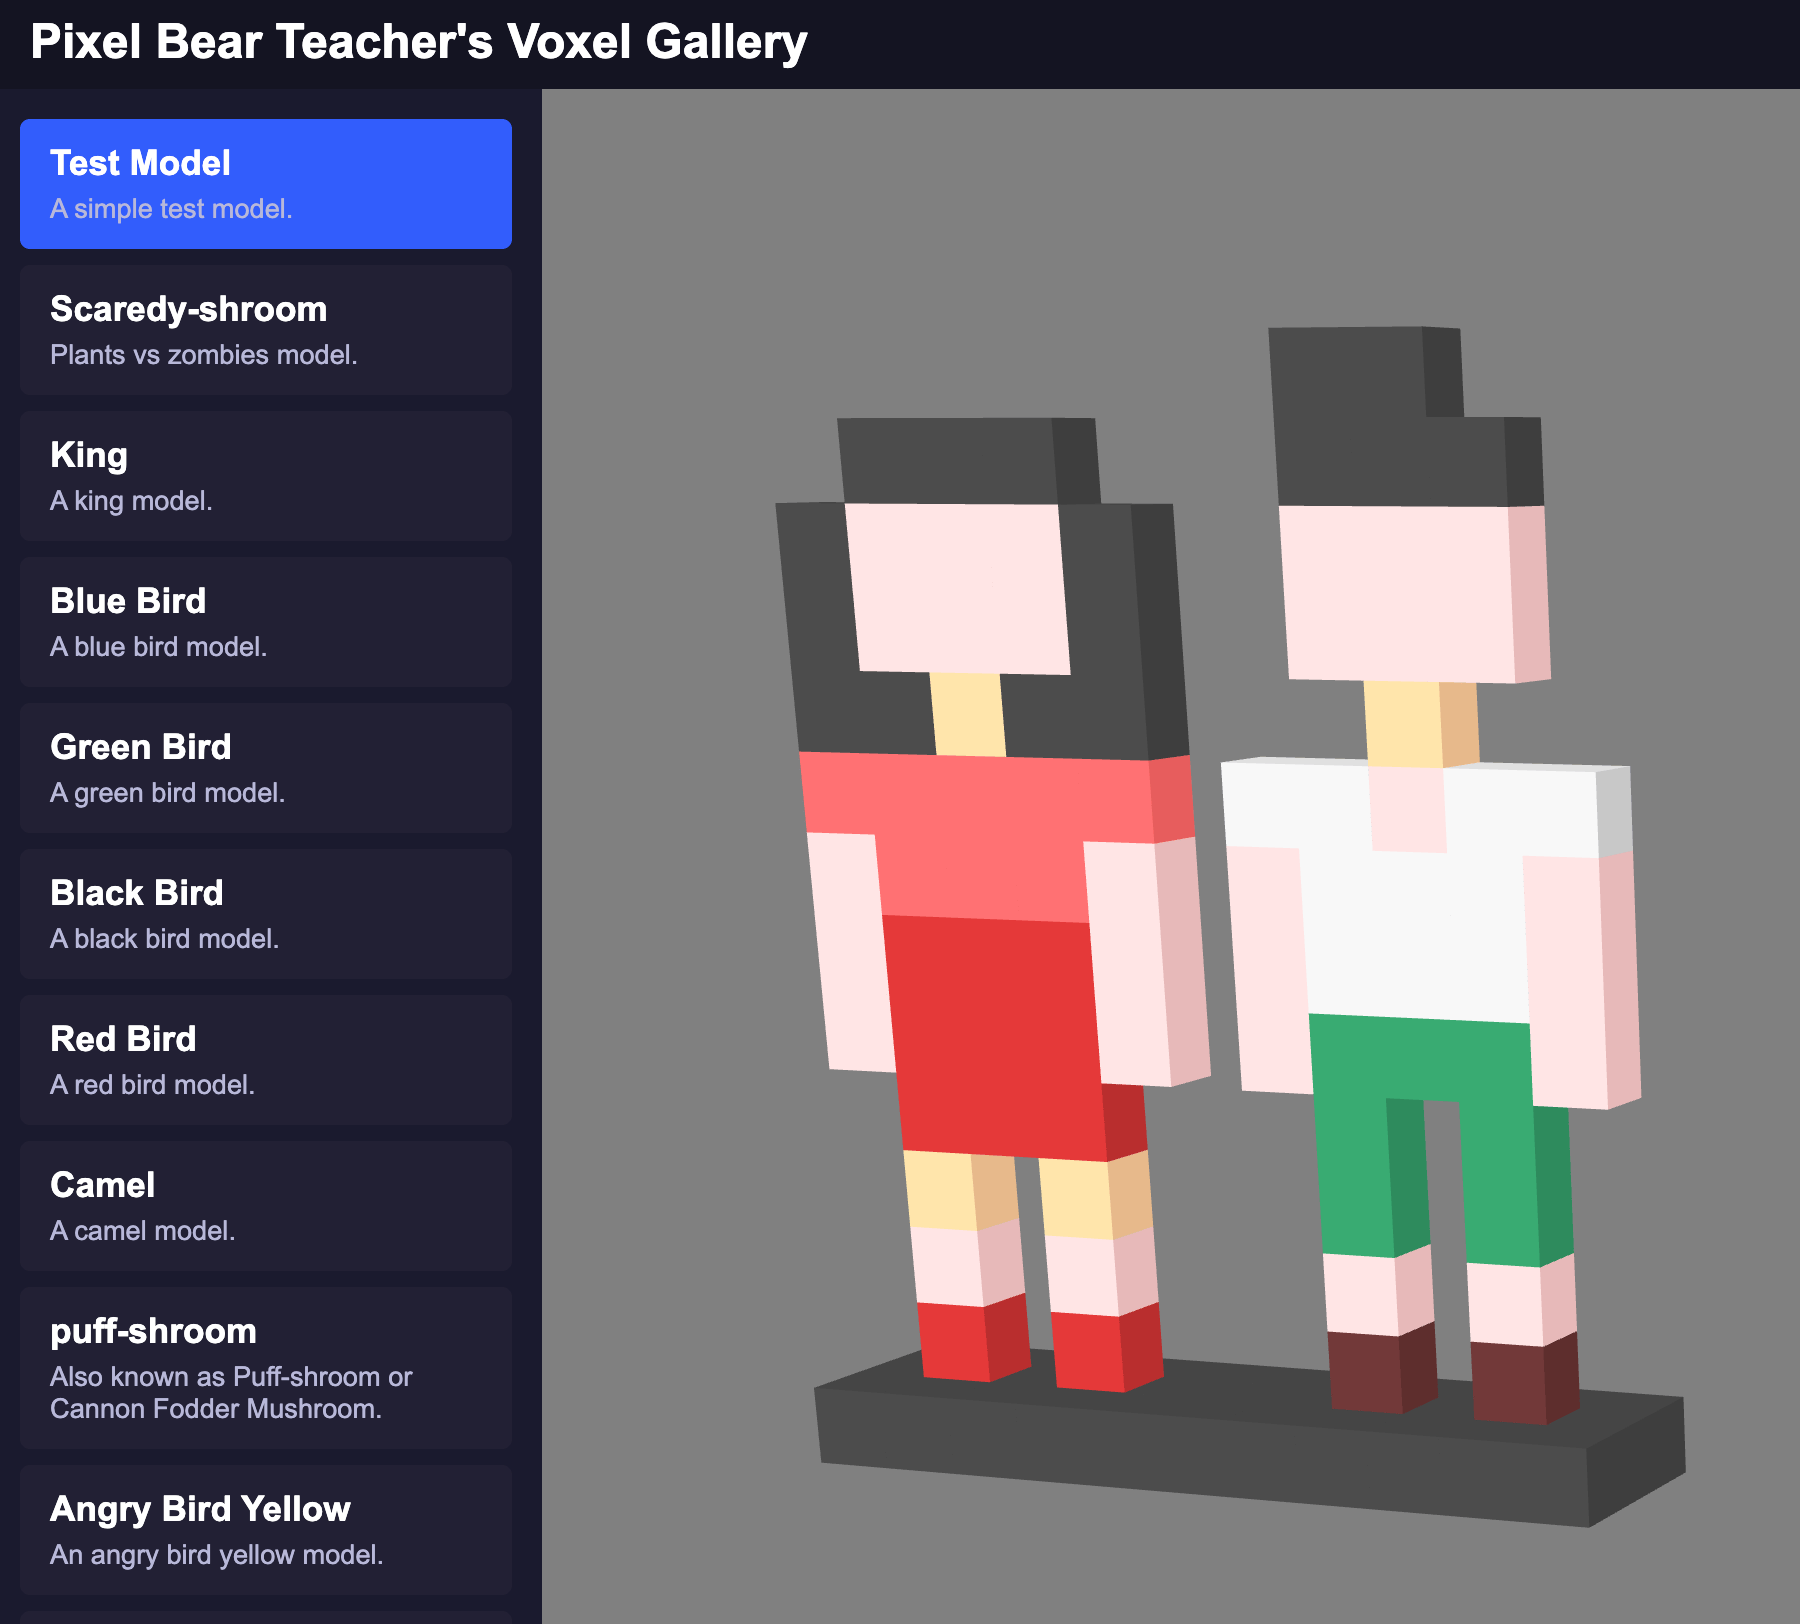 Pixel Bear Teacher's Voxel Gallery
Test Model
A simple test model.
Scaredy-shroom
Plants vs zombies model.
King
A king model.
Blue Bird
A blue bird model.
Green Bird
A green bird model.
Black Bird
A black bird model.
Red Bird
A red bird model.
Camel
A camel model.
puff-shroom
Also known as Puff-shroom or
Cannon Fodder Mushroom.
Angry Bird Yellow
An angry bird yellow model.